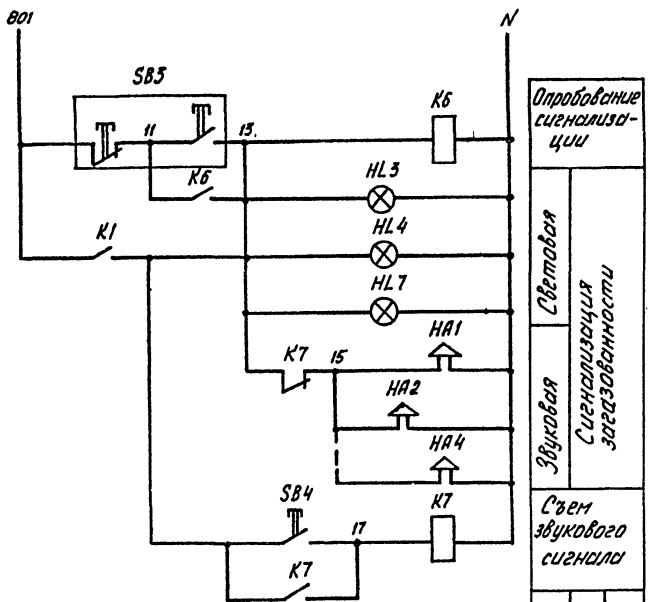 801
N
SB3
11
13.
K6
Опробование
сигнализа-
ции
K6
HL3
K1
HL4
HL7
Световая
Сигнализация
загазованности
K7
15
HA1
HA2
HA4
Звуковая
SB4
17
K7
K7
Съем
звукового
сигнала